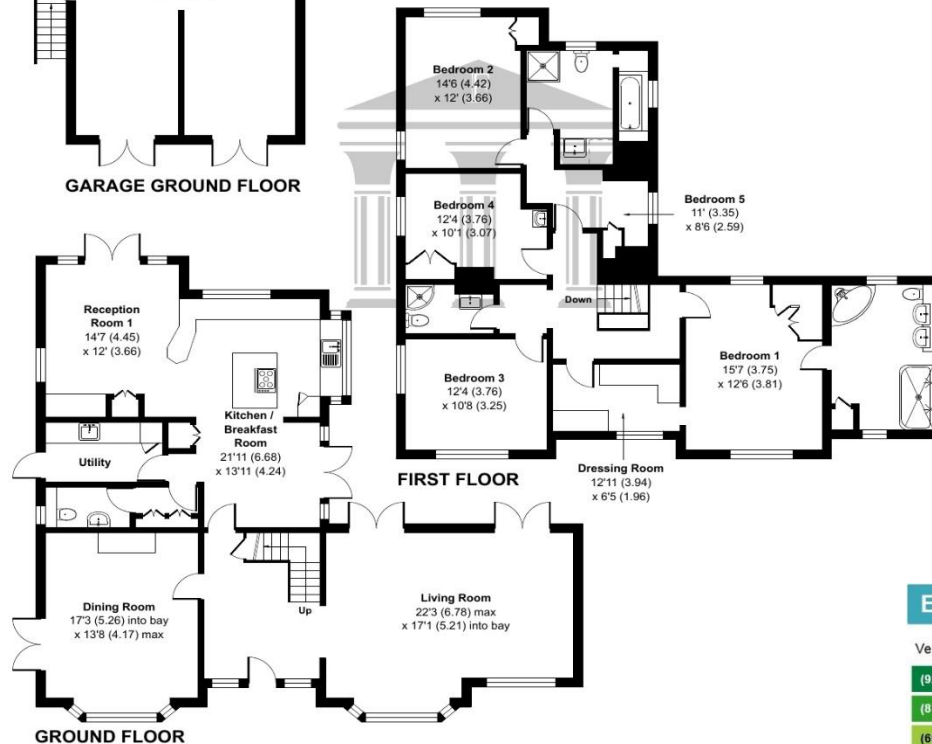 GARAGE GROUND FLOOR
Bedroom 2
14'6 (4.42)
x 12' (3.66)
Bedroom 4
12'4 (3.76)
x 10'1 (3.07)
Bedroom 5
11' (3.35)
x 8'6 (2.59)
Down
Bedroom 3
12'4 (3.76)
x 10'8 (3.25)
Bedroom 1
15'7 (3.75)
x 12'6 (3.81)
Dressing Room
12'11 (3.94)
x 6'5 (1.96)
FIRST FLOOR
Reception
Room 1
14'7 (4.45)
x 12' (3.66)
Kitchen /
Breakfast
Room
21'11 (6.68)
x 13'11 (4.24)
Utility
Dining Room
17'3 (5.26) into bay
x 13'8 (4.17) max
Up
Living Room
22'3 (6.78) max
x 17'1 (5.21) into bay
GROUND FLOOR
E
Ve
(9
(8
(6